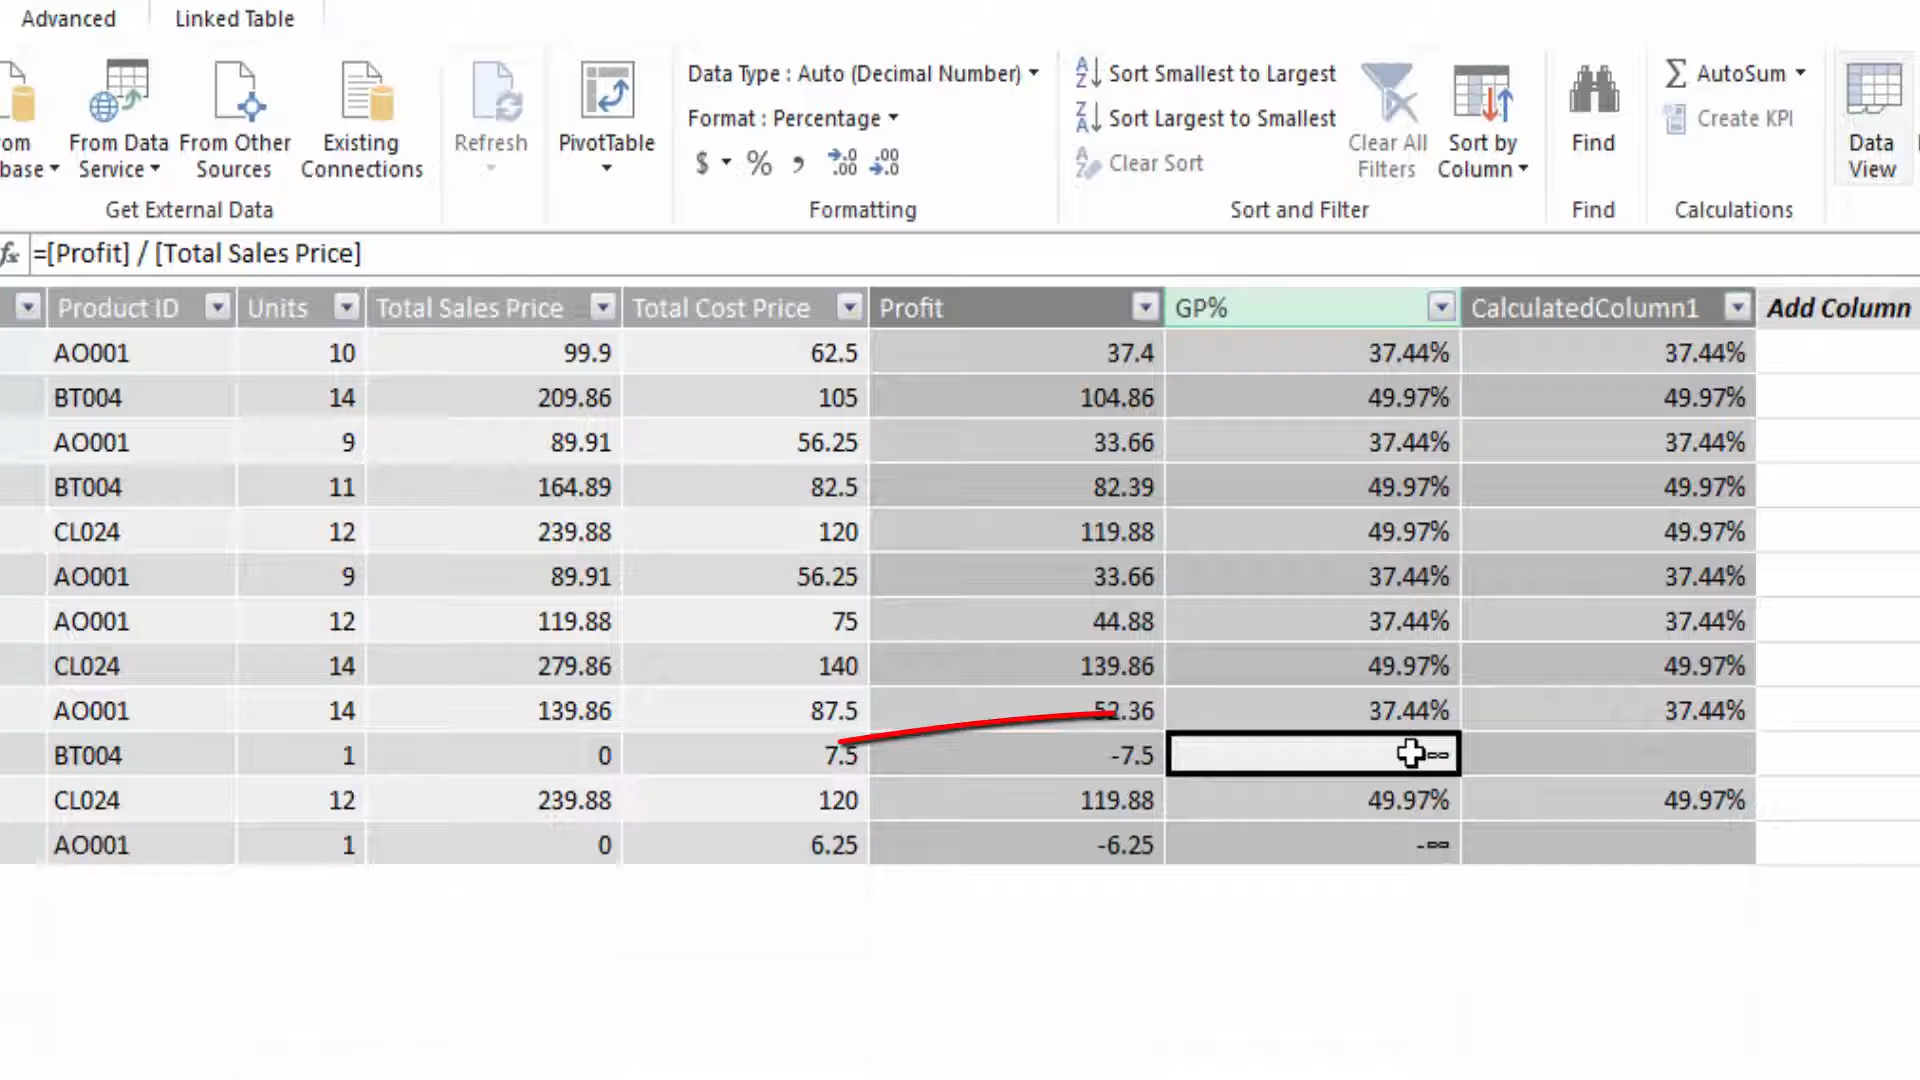 Advanced Linked Table
om From Data From Other Existing Refresh PivotTable Data Type : Auto (Decimal Number) Sort Smallest to Largest Clear All Sort by Find AutoSum Data
base Service Sources Connections Format : Percentage Sort Largest to Smallest Filters Column Create KPI View
$ % , .0 .00 .00 .0 Clear Sort
Get External Data Formatting Sort and Filter Find Calculations
fx =[Profit] / [Total Sales Price]
Product ID Units Total Sales Price Total Cost Price Profit GP% CalculatedColumn1 Add Column
AO001 10 99.9 62.5 37.4 37.44% 37.44%
BT004 14 209.86 105 104.86 49.97% 49.97%
AO001 9 89.91 56.25 33.66 37.44% 37.44%
BT004 11 164.89 82.5 82.39 49.97% 49.97%
CL024 12 239.88 120 119.88 49.97% 49.97%
AO001 9 89.91 56.25 33.66 37.44% 37.44%
AO001 12 119.88 75 44.88 37.44% 37.44%
CL024 14 279.86 140 139.86 49.97% 49.97%
AO001 14 139.86 87.5 52.36 37.44% 37.44%
BT004 1 0 7.5 -7.5 ∞
CL024 12 239.88 120 119.88 49.97% 49.97%
AO001 1 0 6.25 -6.25 -∞